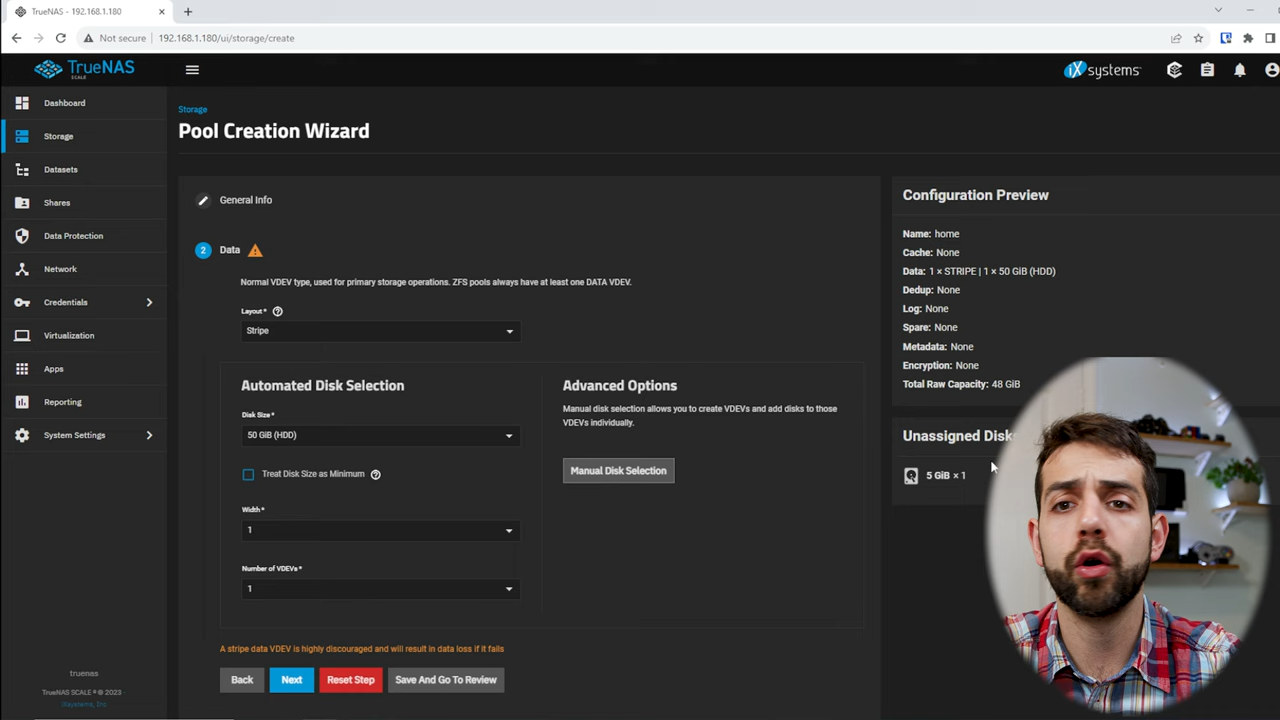 TrueNAS - 192.168.1.180
Not secure
192.168.1.180/ui/storage/create
TrueNAS
SCALE
iX systems
Dashboard
Storage
Datasets
Shares
Data Protection
Network
Credentials
Virtualization
Apps
Reporting
System Settings
truenas
TrueNAS SCALE ® © 2023
iXsystems, Inc.
Storage
Pool Creation Wizard
General Info
2 Data
Normal VDEV type, used for primary storage operations. ZFS pools always have at least one DATA VDEV.
Layout*
Stripe
Automated Disk Selection
Disk Size*
50 GiB (HDD)
Treat Disk Size as Minimum
Width*
1
Number of VDEVs*
1
Advanced Options
Manual disk selection allows you to create VDEVs and add disks to those
VDEVs individually.
Manual Disk Selection
A stripe data VDEV is highly discouraged and will result in data loss if it fails
Back
Next
Reset Step
Save And Go To Review
Configuration Preview
Name: home
Cache: None
Data: 1 × STRIPE | 1 × 50 GiB (HDD)
Dedup: None
Log: None
Spare: None
Metadata: None
Encryption: None
Total Raw Capacity: 48 GiB
Unassigned Disks
5 GiB × 1